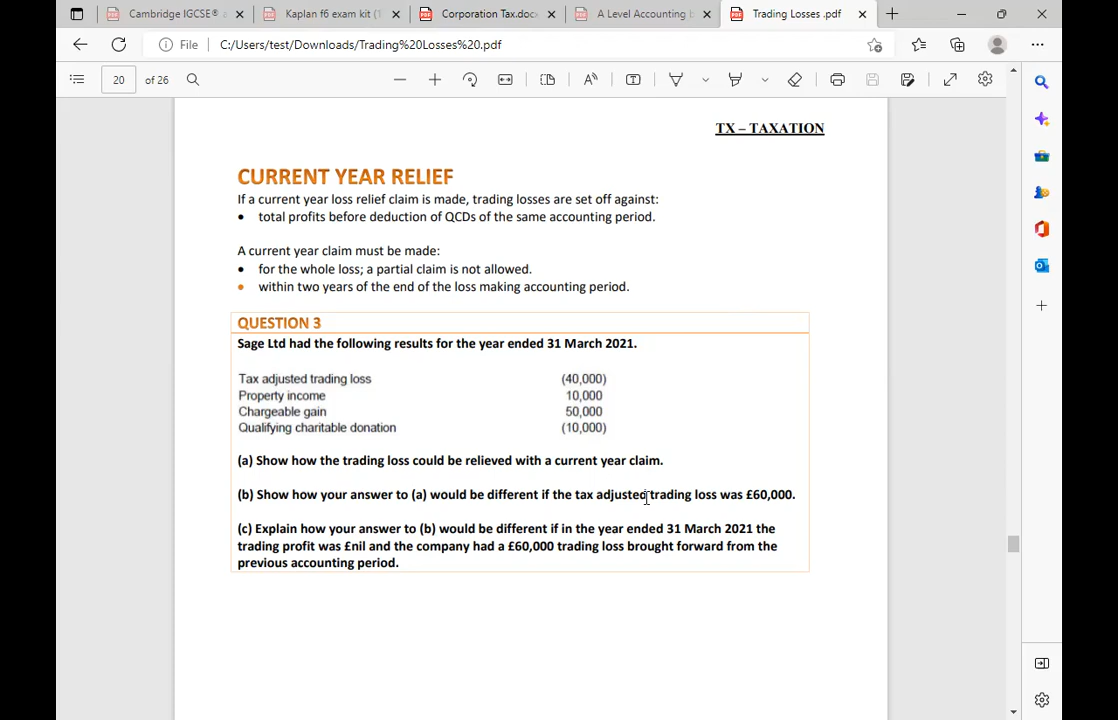 Cambridge IGCSE® a
Kaplan f6 exam kit (1
Corporation Tax.docx
A Level Accounting b
Trading Losses .pdf
File
C:/Users/test/Downloads/Trading%20Losses%20.pdf
20 of 26
TX – TAXATION
CURRENT YEAR RELIEF
If a current year loss relief claim is made, trading losses are set off against:
• total profits before deduction of QCDs of the same accounting period.
A current year claim must be made:
• for the whole loss; a partial claim is not allowed.
• within two years of the end of the loss making accounting period.
QUESTION 3
Sage Ltd had the following results for the year ended 31 March 2021.
Tax adjusted trading loss (40,000)
Property income 10,000
Chargeable gain 50,000
Qualifying charitable donation (10,000)
(a) Show how the trading loss could be relieved with a current year claim.
(b) Show how your answer to (a) would be different if the tax adjusted trading loss was £60,000.
(c) Explain how your answer to (b) would be different if in the year ended 31 March 2021 the
trading profit was £nil and the company had a £60,000 trading loss brought forward from the
previous accounting period.